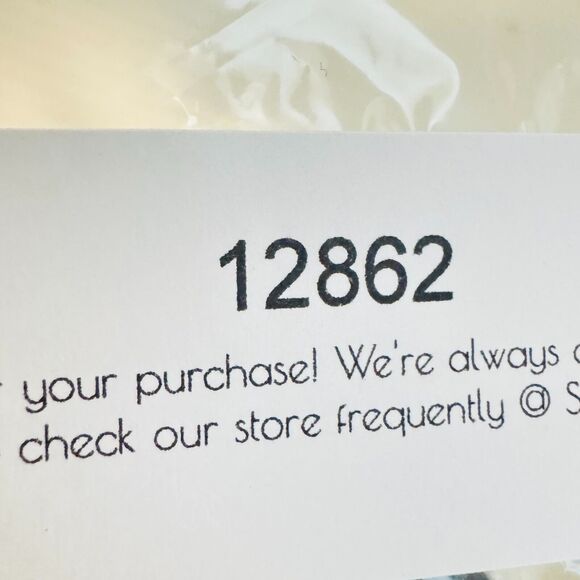 12862
your purchase! We're always
check our store frequently @ S